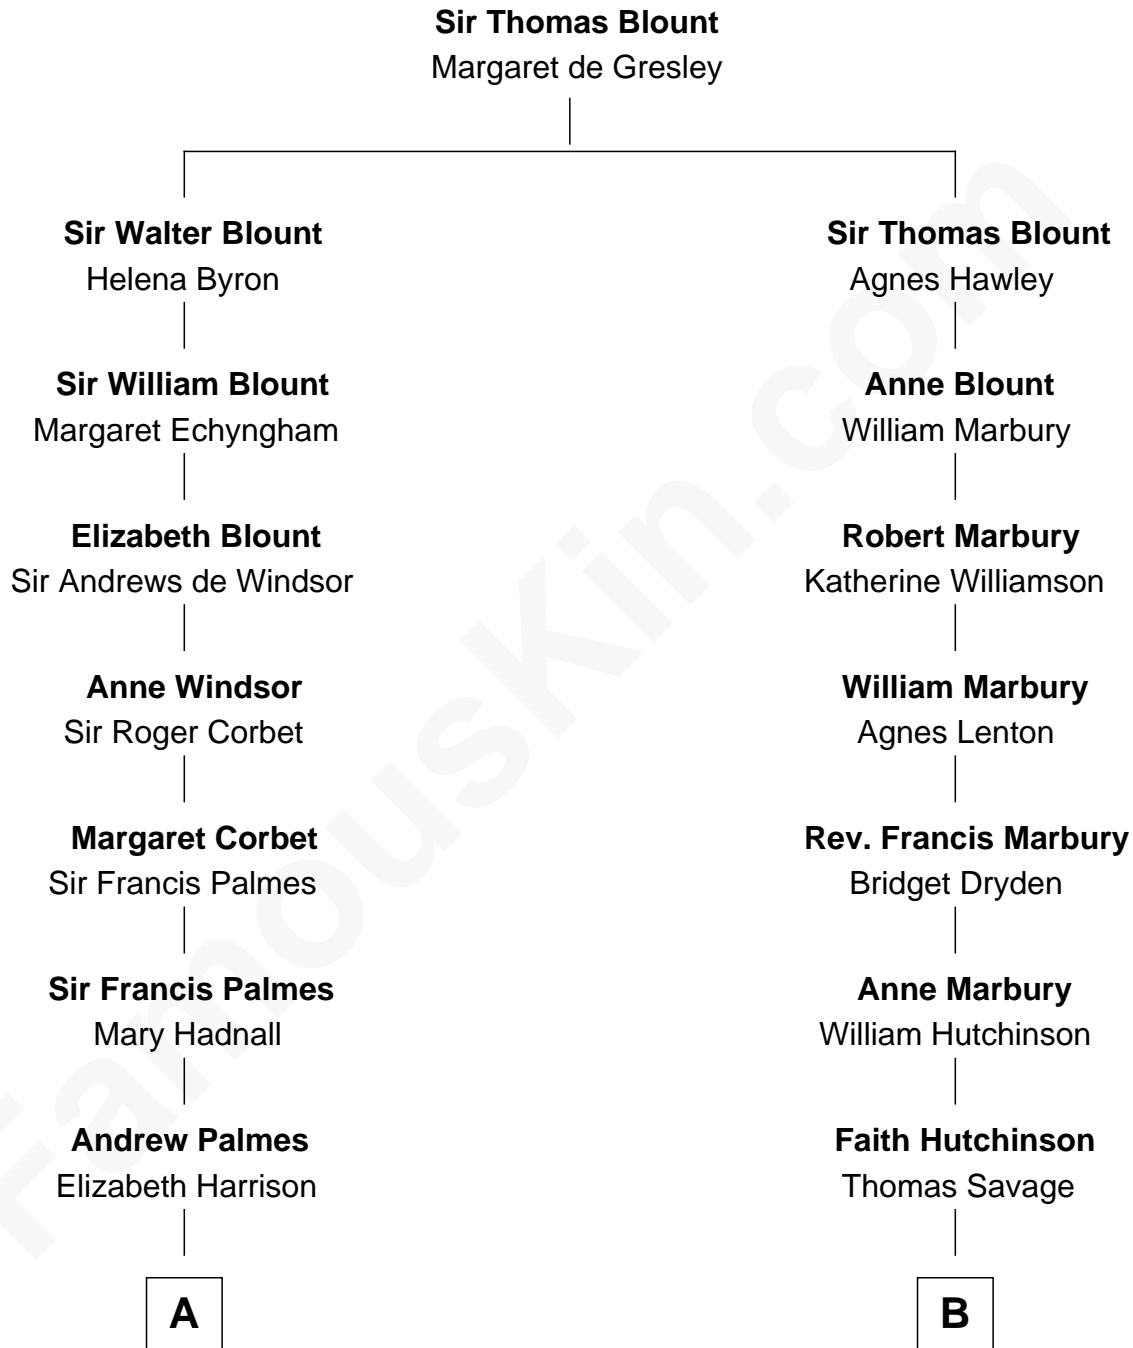 Sir Thomas Blount
Margaret de Gresley
Sir Walter Blount
Helena Byron
Sir William Blount
Margaret Echyngham
Elizabeth Blount
Sir Andrews de Windsor
Anne Windsor
Sir Roger Corbet
Margaret Corbet
Sir Francis Palmes
Sir Francis Palmes
Mary Hadnall
Andrew Palmes
Elizabeth Harrison
A
Sir Thomas Blount
Agnes Hawley
Anne Blount
William Marbury
Robert Marbury
Katherine Williamson
William Marbury
Agnes Lenton
Rev. Francis Marbury
Bridget Dryden
Anne Marbury
William Hutchinson
Faith Hutchinson
Thomas Savage
B
FamousKin.com